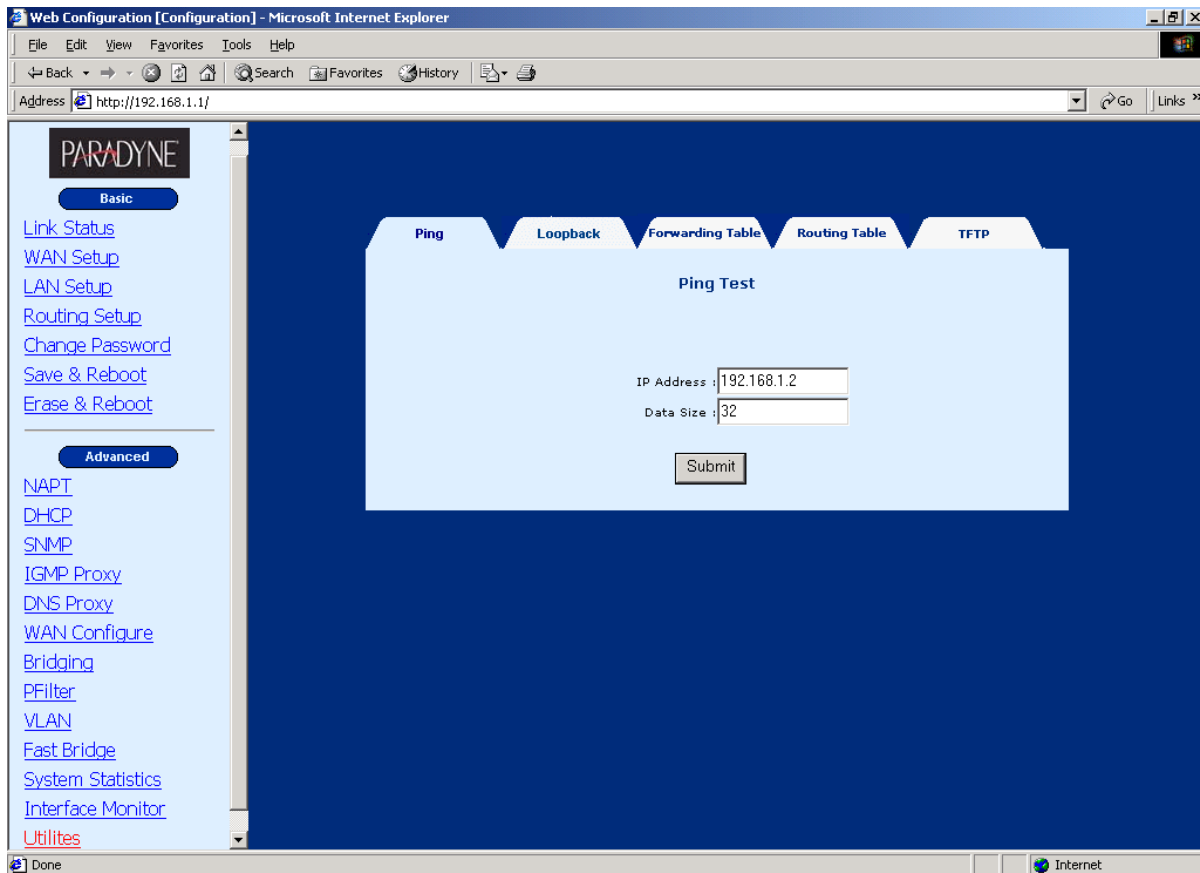 Web Configuration [Configuration] - Microsoft Internet Explorer
File Edit View Favorites Tools Help
Back Search Favorites History
Address http://192.168.1.1/ Go Links »
PARADYNE
Basic
Link Status
WAN Setup
LAN Setup
Routing Setup
Change Password
Save & Reboot
Erase & Reboot
Advanced
NAPT
DHCP
SNMP
IGMP Proxy
DNS Proxy
WAN Configure
Bridging
PFilter
VLAN
Fast Bridge
System Statistics
Interface Monitor
Utilites
Ping Loopback Forwarding Table Routing Table TFTP
Ping Test
IP Address : 192.168.1.2
Data Size : 32
Submit
Done Internet